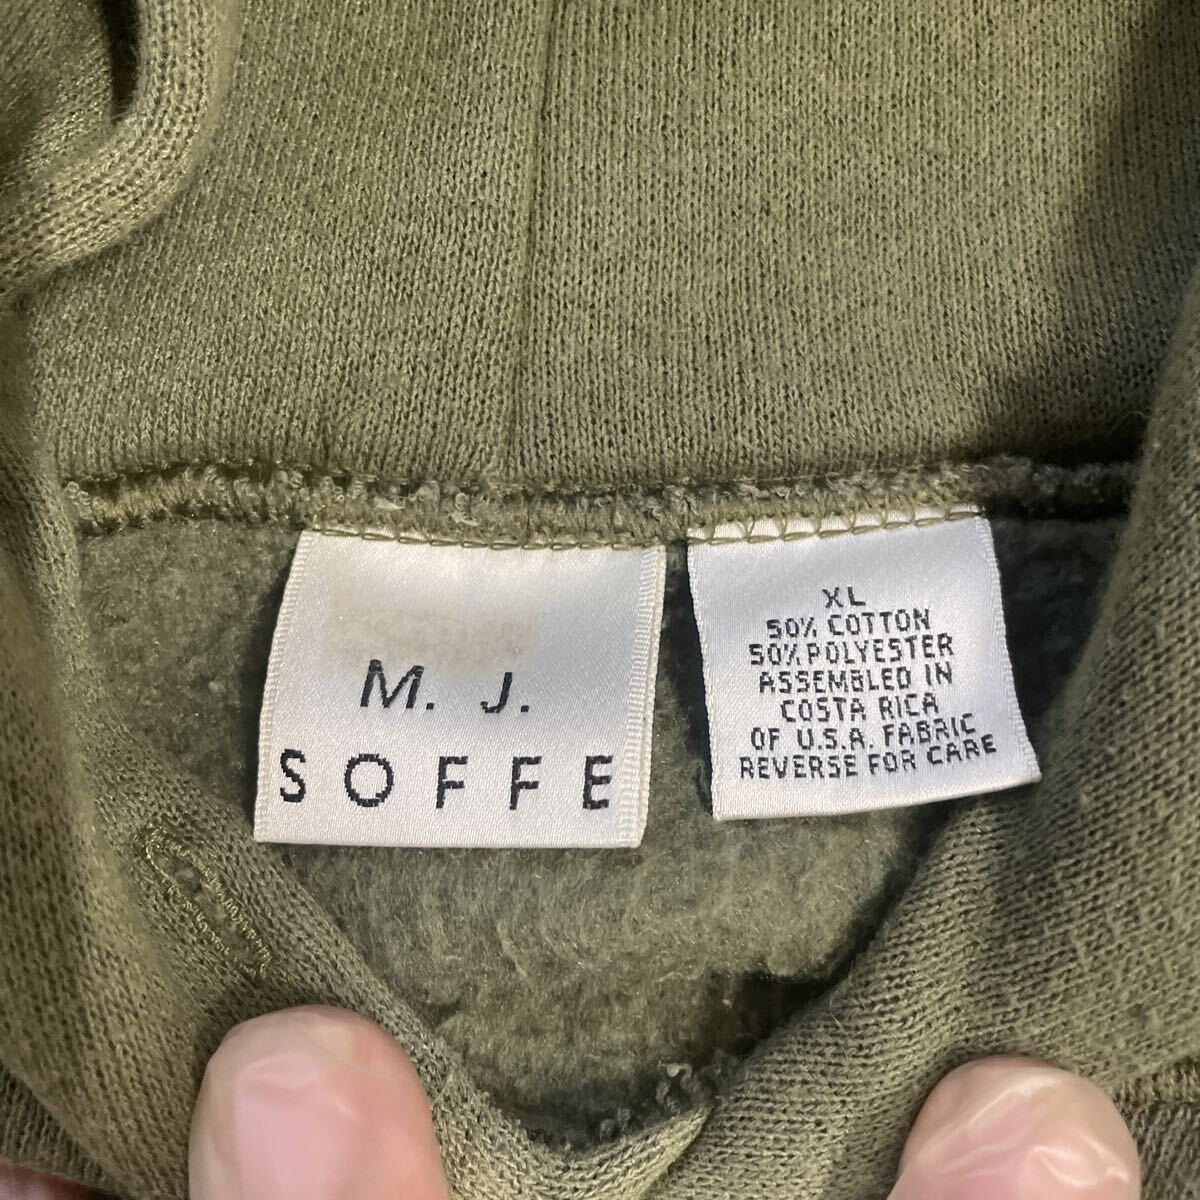 M. J.
SOFFE
XL
50% COTTON
50% POLYESTER
ASSEMBLED IN
COSTA RICA
OF U.S.A. FABRIC
REVERSE FOR CARE